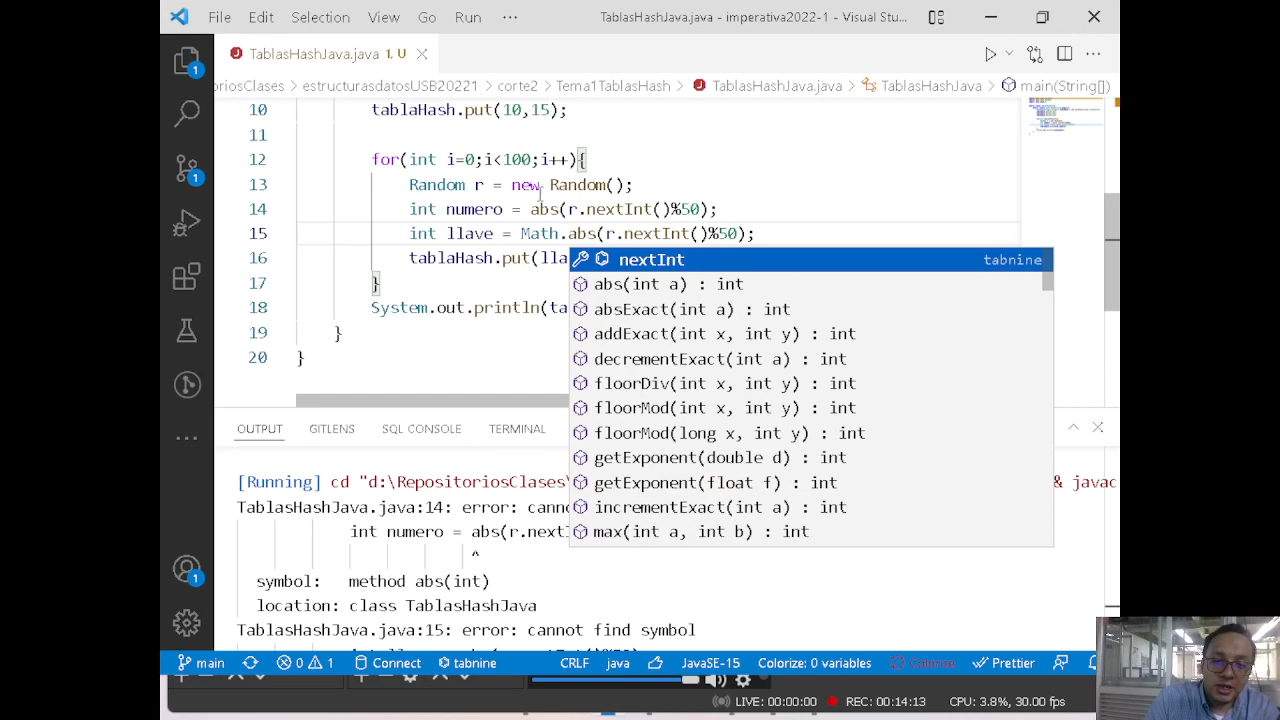 File Edit Selection View Go Run ··· TablasHashJava.java - imperativa2022-1 - Visual Stu...
TablasHashJava.java 1, U
oriosClases > estructurasdatosUSB20221 > corte2 > Tema1TablasHash > TablasHashJava.java > TablasHashJava > main(String[])
10 tablaHash.put(10,15);
11
12 for(int i=0;i<100;i++){
13 Random r = new Random();
14 int numero = abs(r.nextInt()%50);
15 int llave = Math.abs(r.nextInt()%50);
16 tablaHash.put(lla
17 }
18 System.out.println(ta
19 }
20 }
nextInt tabnine
abs(int a) : int
absExact(int a) : int
addExact(int x, int y) : int
decrementExact(int a) : int
floorDiv(int x, int y) : int
floorMod(int x, int y) : int
floorMod(long x, int y) : int
getExponent(double d) : int
getExponent(float f) : int
incrementExact(int a) : int
max(int a, int b) : int
OUTPUT GITLENS SQL CONSOLE TERMINAL
[Running] cd "d:\RepositoriosClases\ & javac
TablasHashJava.java:14: error: canno
int numero = abs(r.nextI
^
symbol: method abs(int)
location: class TablasHashJava
TablasHashJava.java:15: error: cannot find symbol
1
1
1
main 0 1 Connect tabnine CRLF java JavaSE-15 Colorize: 0 variables Colorize Prettier
LIVE: 00:00:00 REC: 00:14:13 CPU: 3.8%, 30.00 fps